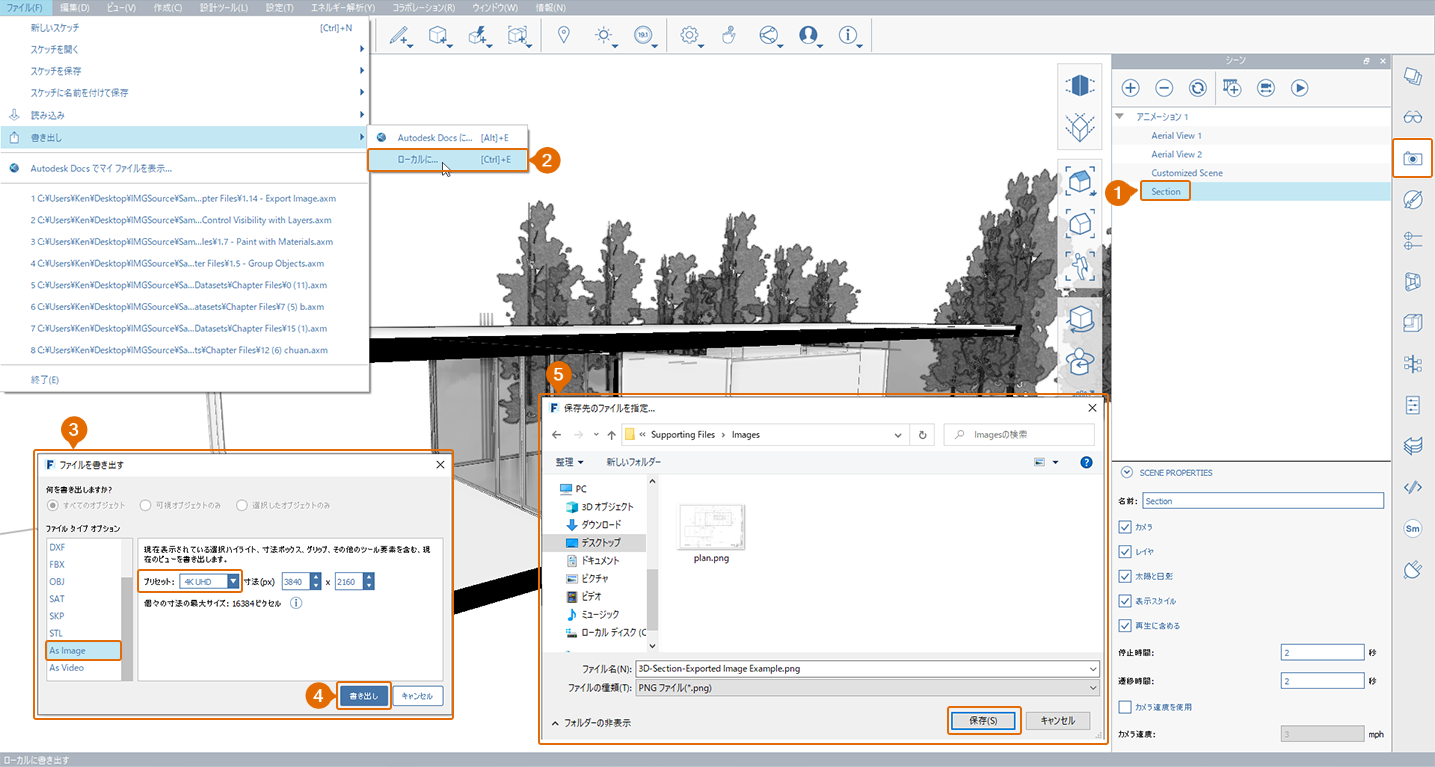 ファイル(F) 編集(D) ビュー(V) 作成(C) 設計ツール(L) 設定(T) エネルギー解析(Y) コラボレーション(R) ウィンドウ(W) 情報(N)
新しいスケッチ [Ctrl]+N
スケッチを開く
スケッチを保存
スケッチに名前を付けて保存
読み込み
書き出し
Autodesk Docs に... [Alt]+E
ローカルに... [Ctrl]+E
2
Autodesk Docs でマイ ファイルを表示...
1 C:¥Users¥Ken¥Desktop¥IMGSource¥Sam...pter Files¥1.14 - Export Image.axm
2 C:¥Users¥Ken¥Desktop¥IMGSource¥Sam...Control Visibility with Layers.axm
3 C:¥Users¥Ken¥Desktop¥IMGSource¥Sam...les¥1.7 - Paint with Materials.axm
4 C:¥Users¥Ken¥Desktop¥IMGSource¥Sa...ter Files¥1.5 - Group Objects.axm
5 C:¥Users¥Ken¥Desktop¥IMGSource¥Sa...Datasets¥Chapter Files¥0 (11).axm
6 C:¥Users¥Ken¥Desktop¥IMGSource¥Sa...atasets¥Chapter Files¥7 (5) b.axm
7 C:¥Users¥Ken¥Desktop¥IMGSource¥Sa...Datasets¥Chapter Files¥15 (1).axm
8 C:¥Users¥Ken¥Desktop¥IMGSource¥Sa...ts¥Chapter Files¥12 (6) chuan.axm
終了(E)
シーン
アニメーション 1
Aerial View 1
Aerial View 2
Customized Scene
1
Section
Sm
SCENE PROPERTIES
名前: Section
カメラ
レイヤ
太陽と日影
表示スタイル
再生に含める
停止時間: 2 秒
遷移時間: 2 秒
カメラ速度を使用
カメラ速度: 3 mph
3
ファイルを書き出す
何を書き出しますか?
すべてのオブジェクト 可視オブジェクトのみ 選択したオブジェクトのみ
ファイル タイプ オプション
DXF
FBX
OBJ
SAT
SKP
STL
As Image
As Video
現在表示されている選択ハイライト、寸法ボックス、グリップ、その他のツール要素を含む、現
在のビューを書き出します。
プリセット: 4K UHD 寸法(px) 3840 x 2160
個々の寸法の最大サイズ: 16384ピクセル
4
書き出し キャンセル
5
保存先のファイルを指定...
« Supporting Files › Images
Imagesの検索
整理 新しいフォルダー
PC
3D オブジェクト
ダウンロード
デスクトップ
ドキュメント
ピクチャ
ビデオ
ミュージック
ローカル ディスク (C
plan.png
ファイル名(N): 3D-Section-Exported Image Example.png
ファイルの種類(T): PNG ファイル(*.png)
フォルダーの非表示
保存(S) キャンセル
ローカルに書き出す